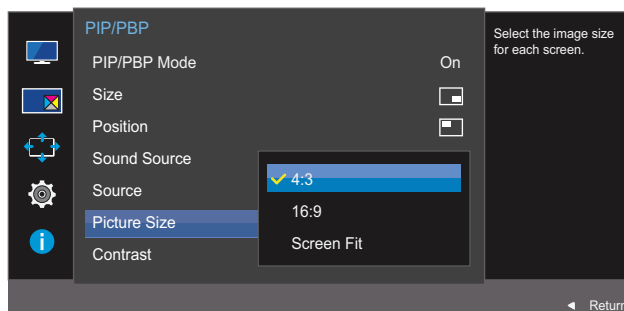 PIP/PBP
Select the image size
for each screen.
PIP/PBP Mode On
Size
Position
Sound Source
4:3
Source
16:9
Picture Size
Screen Fit
Contrast
Return